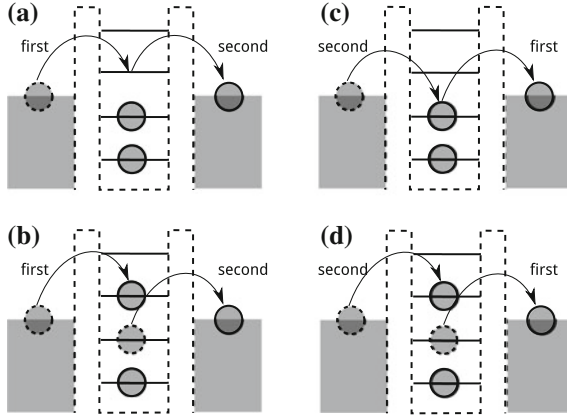 (a)
first
second
(c)
second
first
(b)
first
second
(d)
second
first